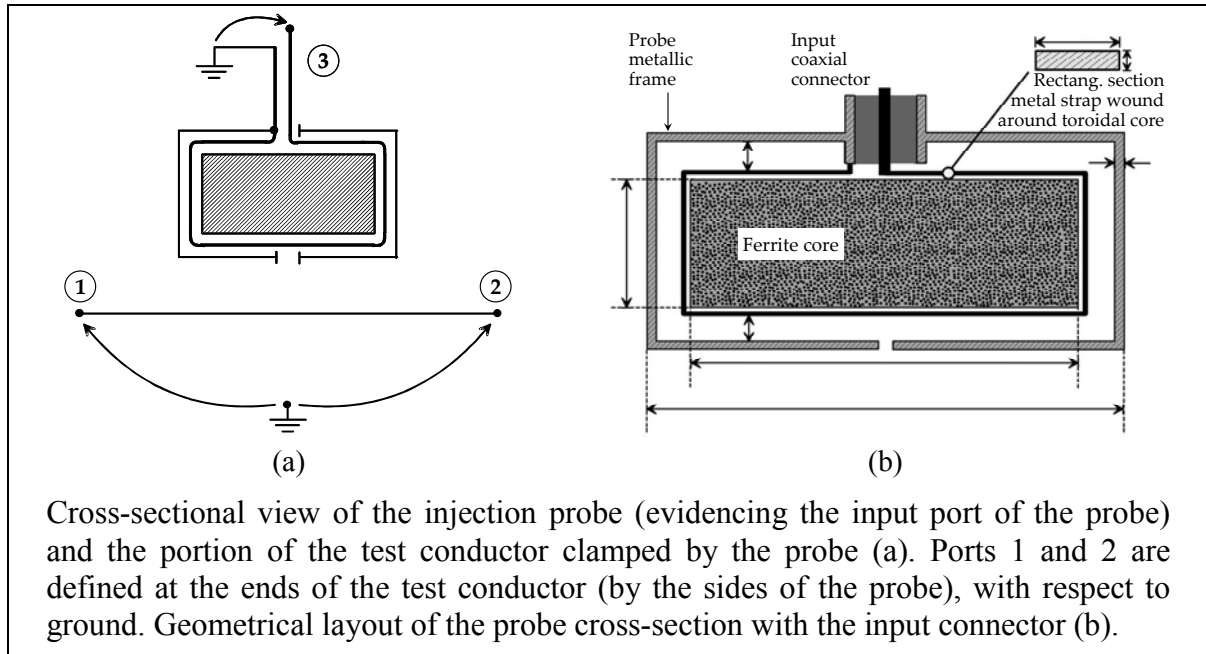 3
1
2
(a)
Probe
metallic
frame
Input
coaxial
connector
Rectang. section
metal strap wound
around toroidal core
Ferrite core
(b)
Cross-sectional view of the injection probe (evidencing the input port of the probe)
and the portion of the test conductor clamped by the probe (a). Ports 1 and 2 are
defined at the ends of the test conductor (by the sides of the probe), with respect to
ground. Geometrical layout of the probe cross-section with the input connector (b).